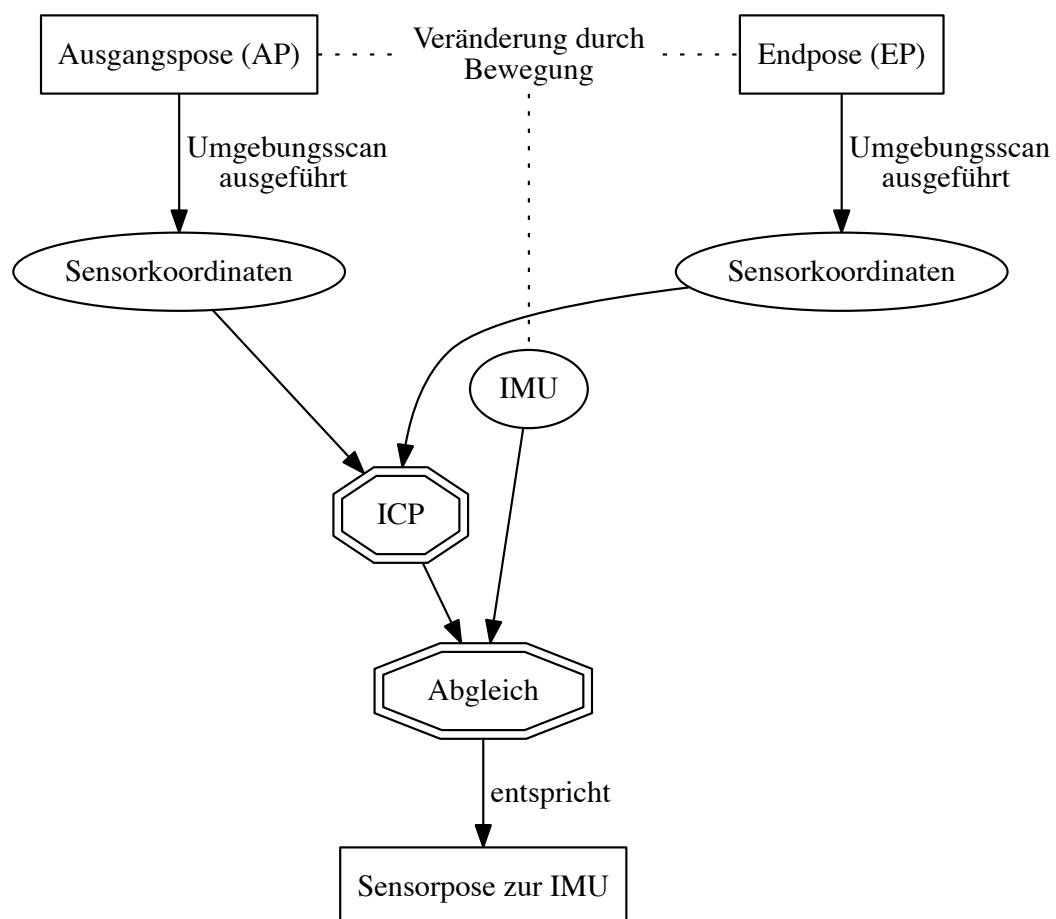 Ausgangspose (AP)
Veränderung durch
Bewegung
Endpose (EP)
Umgebungsscan
ausgeführt
Umgebungsscan
ausgeführt
Sensorkoordinaten
Sensorkoordinaten
IMU
ICP
Abgleich
entspricht
Sensorpose zur IMU